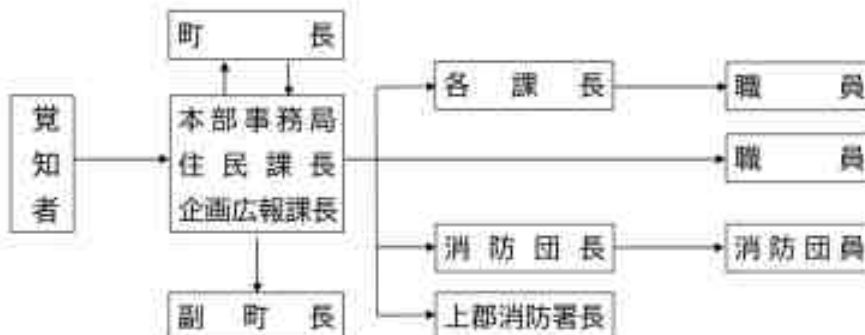 町長
各課長
職員
覚知者
本部事務局
住民課長
企画広報課長
職員
消防団長
消防団員
副町長
上郡消防署長